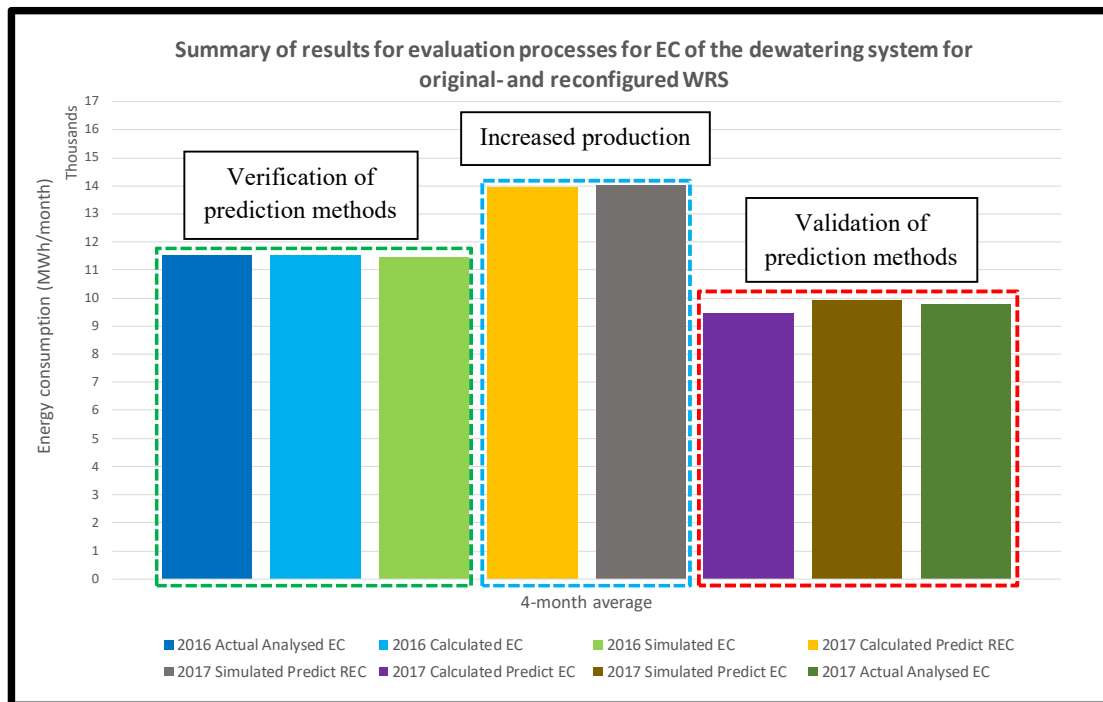 Summary of results for evaluation processes for EC of the dewatering system for
original- and reconfigured WRS
Energy consumption (MWh/month)
Thousands
17
16
15
14
13
12
11
10
9
8
7
6
5
4
3
2
1
0
Verification of
prediction methods
Increased production
Validation of
prediction methods
4-month average
2016 Actual Analysed EC
2016 Calculated EC
2016 Simulated EC
2017 Calculated Predict REC
2017 Simulated Predict REC
2017 Calculated Predict EC
2017 Simulated Predict EC
2017 Actual Analysed EC